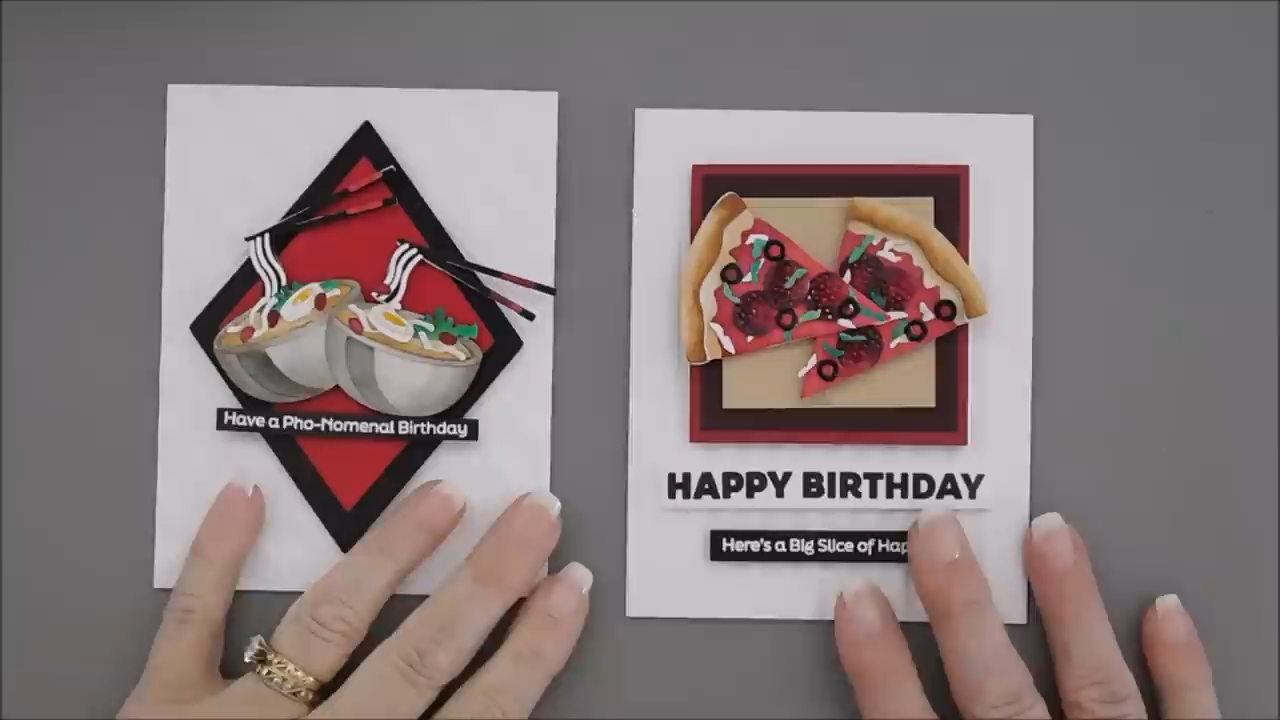 Have a Pho-Nomenal Birthday
HAPPY BIRTHDAY
Here's a Big Slice of